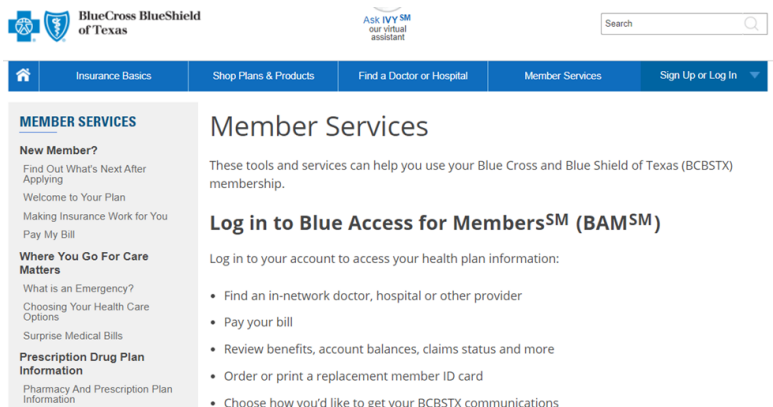 BlueCross BlueShield
of Texas
Ask IVY SM
our virtual
assistant
Search
Insurance Basics
Shop Plans & Products
Find a Doctor or Hospital
Member Services
Sign Up or Log In
MEMBER SERVICES
New Member?
Find Out What's Next After
Applying
Welcome to Your Plan
Making Insurance Work for You
Pay My Bill
Where You Go For Care
Matters
What is an Emergency?
Choosing Your Health Care
Options
Surprise Medical Bills
Prescription Drug Plan
Information
Pharmacy And Prescription Plan
Information
Member Services
These tools and services can help you use your Blue Cross and Blue Shield of Texas (BCBSTX)
membership.
Log in to Blue Access for MembersSM (BAMSM)
Log in to your account to access your health plan information:
• Find an in-network doctor, hospital or other provider
• Pay your bill
• Review benefits, account balances, claims status and more
• Order or print a replacement member ID card
• Choose how you'd like to get your BCBSTX communications